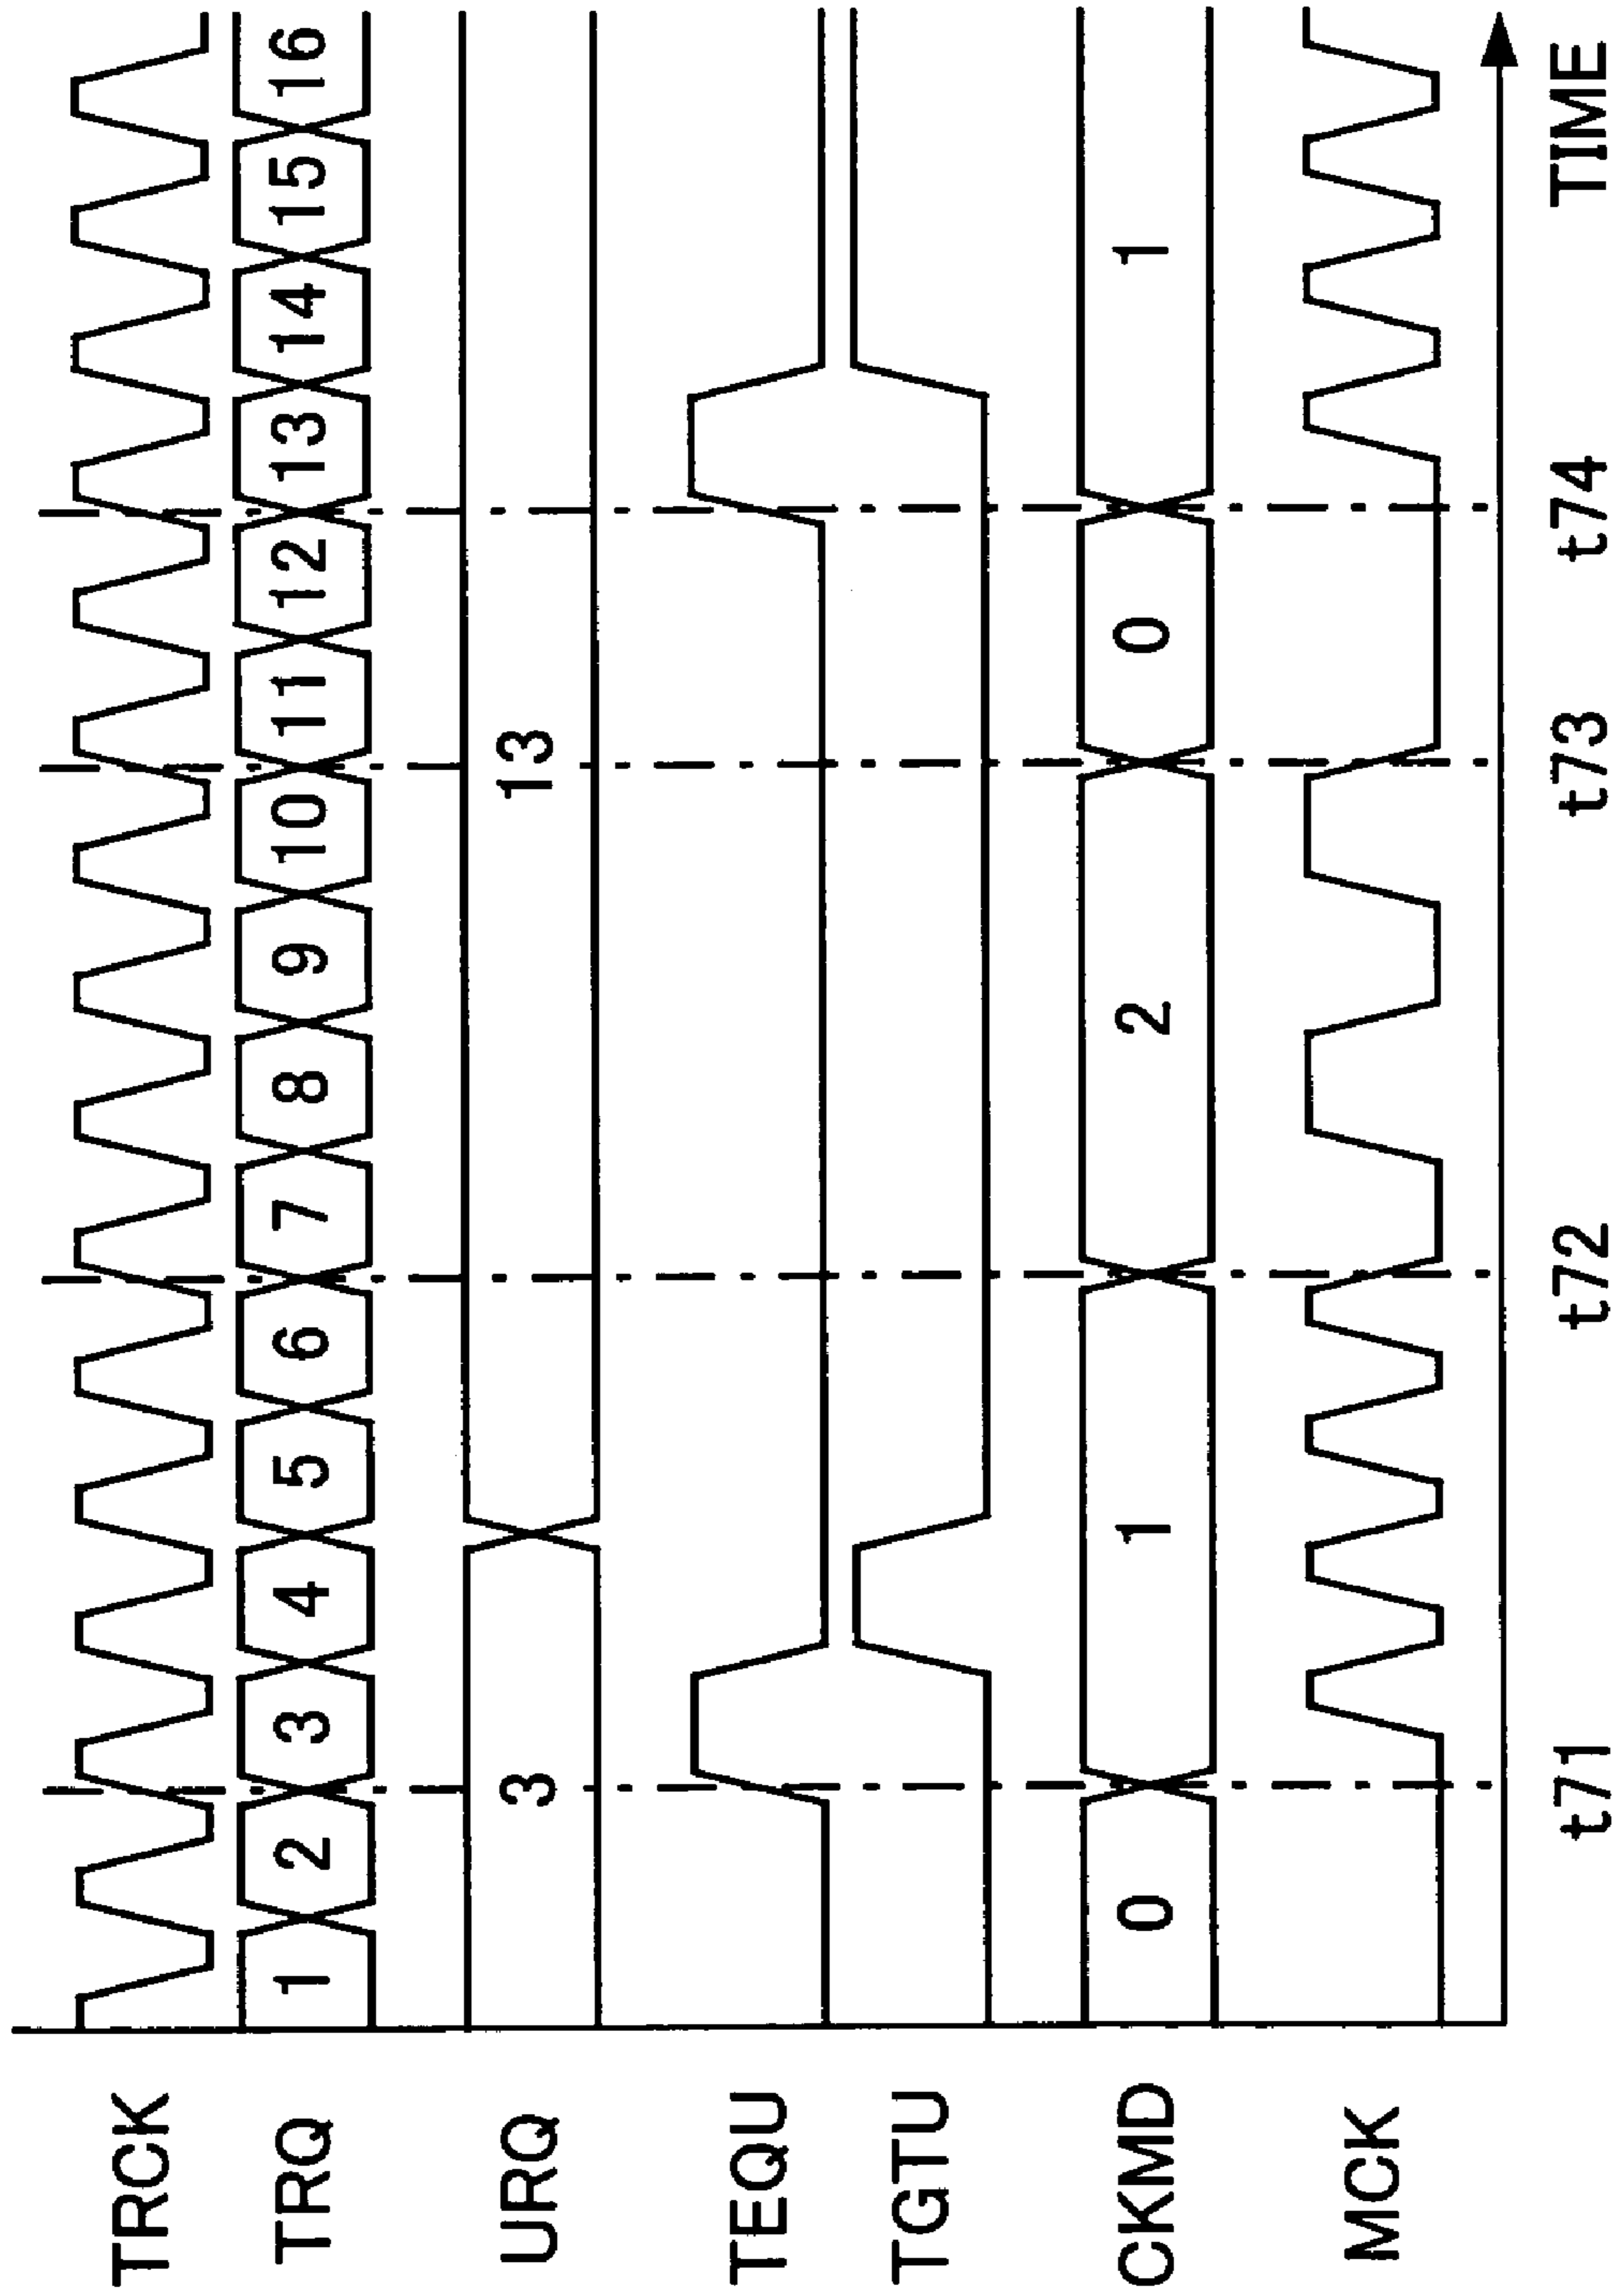 TRCK
TRQ 1 2 3 4 5 6 7 8 9 10 11 12 13 14 15 16
URQ 3 13
TEQU
TGTU
CKMD 0 1 2 0 1
MCK
t71 t72 t73 t74 TIME